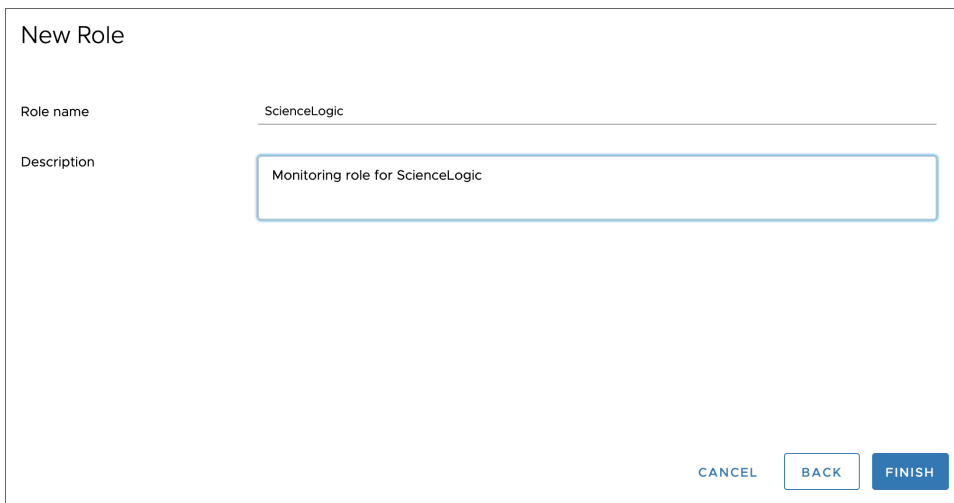 New Role
Role name
ScienceLogic
Description
Monitoring role for ScienceLogic
CANCEL
BACK
FINISH